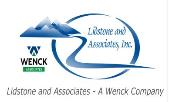 Lidstone and
Associates, Inc.
WENCK
Lidstone and Associates - A Wenck Company